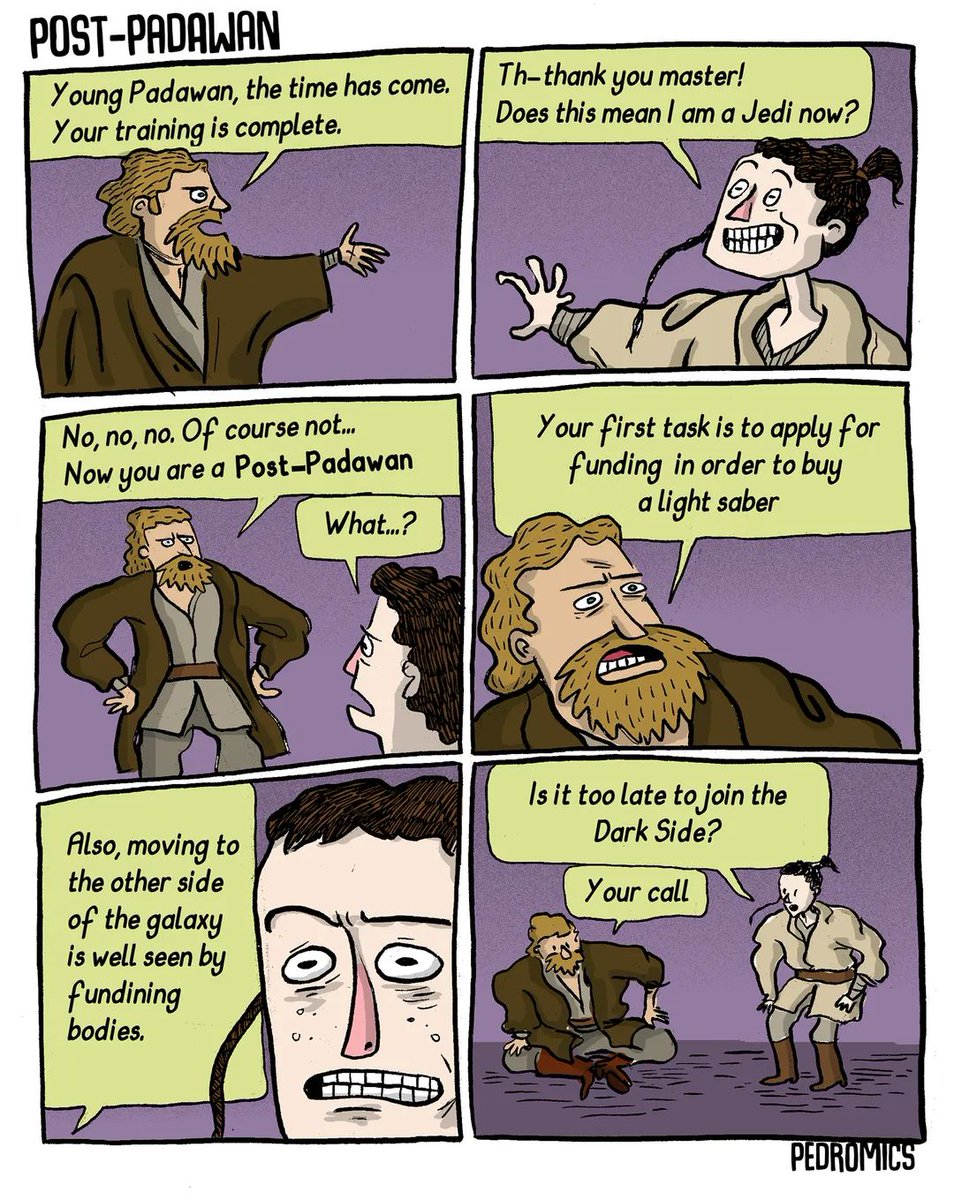 POST-PADAWAN
Young Padawan, the time has come.
Your training is complete.
Th-thank you master!
Does this mean I am a Jedi now?
No, no, no. Of course not...
Now you are a Post-Padawan
What...?
Your first task is to apply for
funding in order to buy
a light saber
Also, moving to
the other side
of the galaxy
is well seen by
fundining
bodies.
Is it too late to join the
Dark Side?
Your call
PEDROMICS